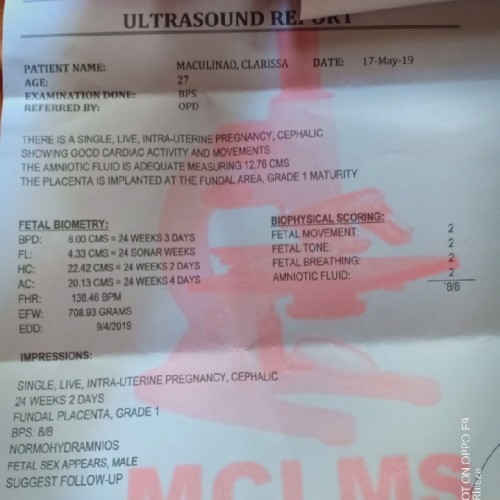 ULTRASOUND REPORT
PATIENT NAME: MACULINAO, CLARISSA DATE: 17-May-19
AGE: 27
EXAMINATION DONE: BPS
REFERRED BY: OPD
THERE IS A SINGLE, LIVE, INTRA-UTERINE PREGNANCY, CEPHALIC
SHOWING GOOD CARDIAC ACTIVITY AND MOVEMENTS
THE AMNIOTIC FLUID IS ADEQUATE MEASURING 12.76 CMS
THE PLACENTA IS IMPLANTED AT THE FUNDAL AREA, GRADE 1 MATURITY
FETAL BIOMETRY:
BPD: 6.00 CMS = 24 WEEKS 3 DAYS
FL: 4.33 CMS = 24 SONAR WEEKS
HC: 22.42 CMS = 24 WEEKS 2 DAYS
AC: 20.13 CMS = 24 WEEKS 4 DAYS
FHR: 138.46 BPM
EFW: 708.93 GRAMS
EDD: 9/4/2019
BIOPHYSICAL SCORING:
FETAL MOVEMENT: 2
FETAL TONE: 2
FETAL BREATHING: 2
AMNIOTIC FLUID: 2
'8/8
IMPRESSIONS:
SINGLE, LIVE, INTRA-UTERINE PREGNANCY, CEPHALIC
24 WEEKS 2 DAYS
FUNDAL PLACENTA, GRADE 1
BPS: 8/8
NORMOHYDRAMNIOS
FETAL SEX APPEARS, MALE
SUGGEST FOLLOW-UP
MCLMS
OT ON OPPO F9